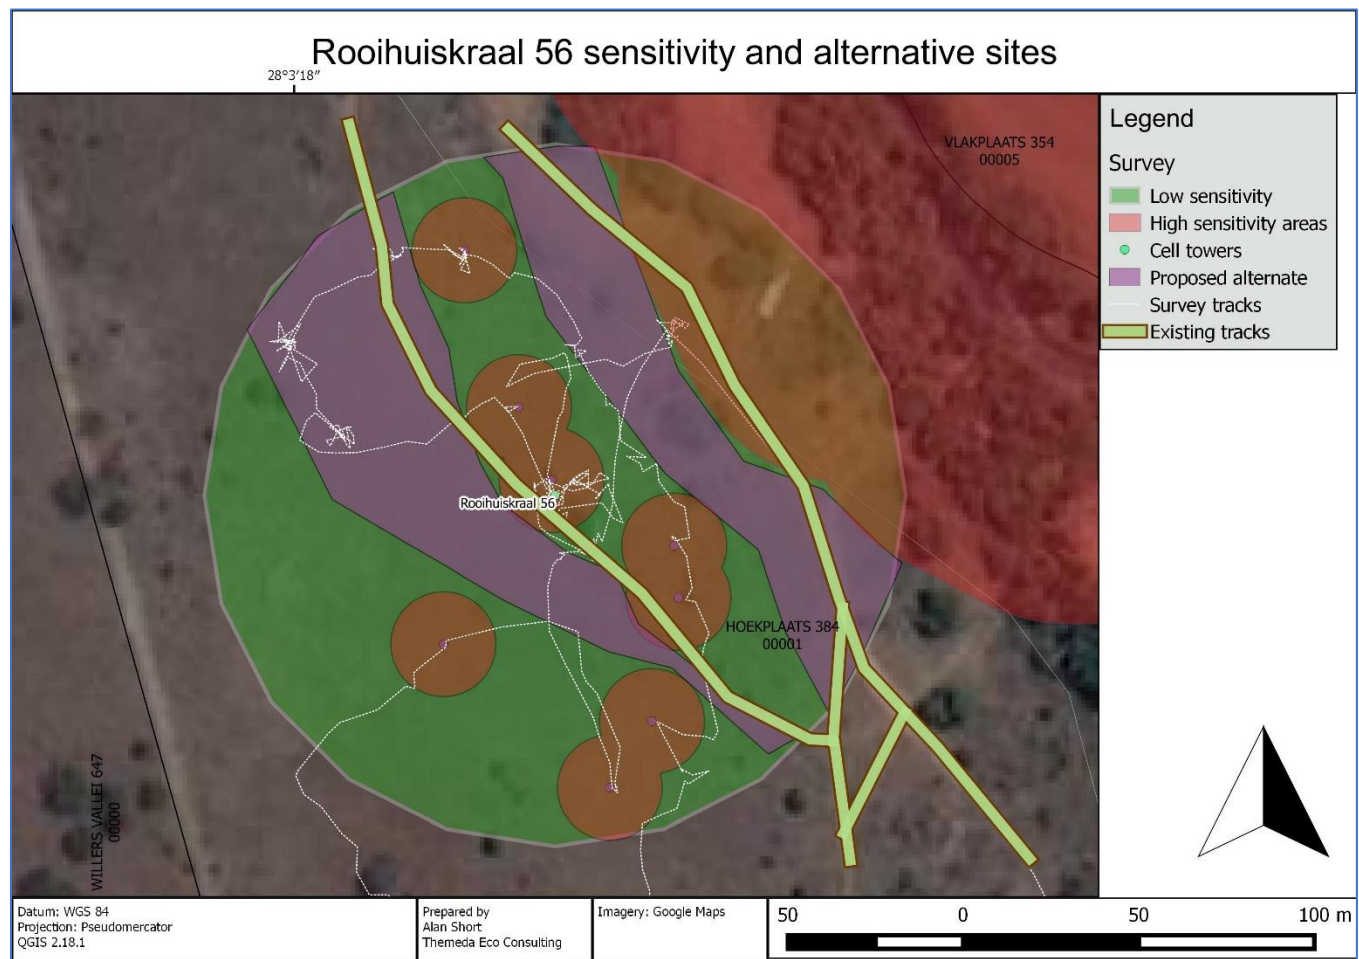 Rooihuiskraal 56 sensitivity and alternative sites
28°3'18"
VLAKPLAATS 354
00005
Legend
Survey
Low sensitivity
High sensitivity areas
Cell towers
Proposed alternate
Survey tracks
Existing tracks
Rooihuiskraal 56
HOEKPLAATS 384
00001
WILLERS VALLEI 647
00000
Datum: WGS 84
Projection: Pseudomercator
QGIS 2.18.1
Prepared by
Alan Short
Themeda Eco Consulting
Imagery: Google Maps
50 0 50 100 m